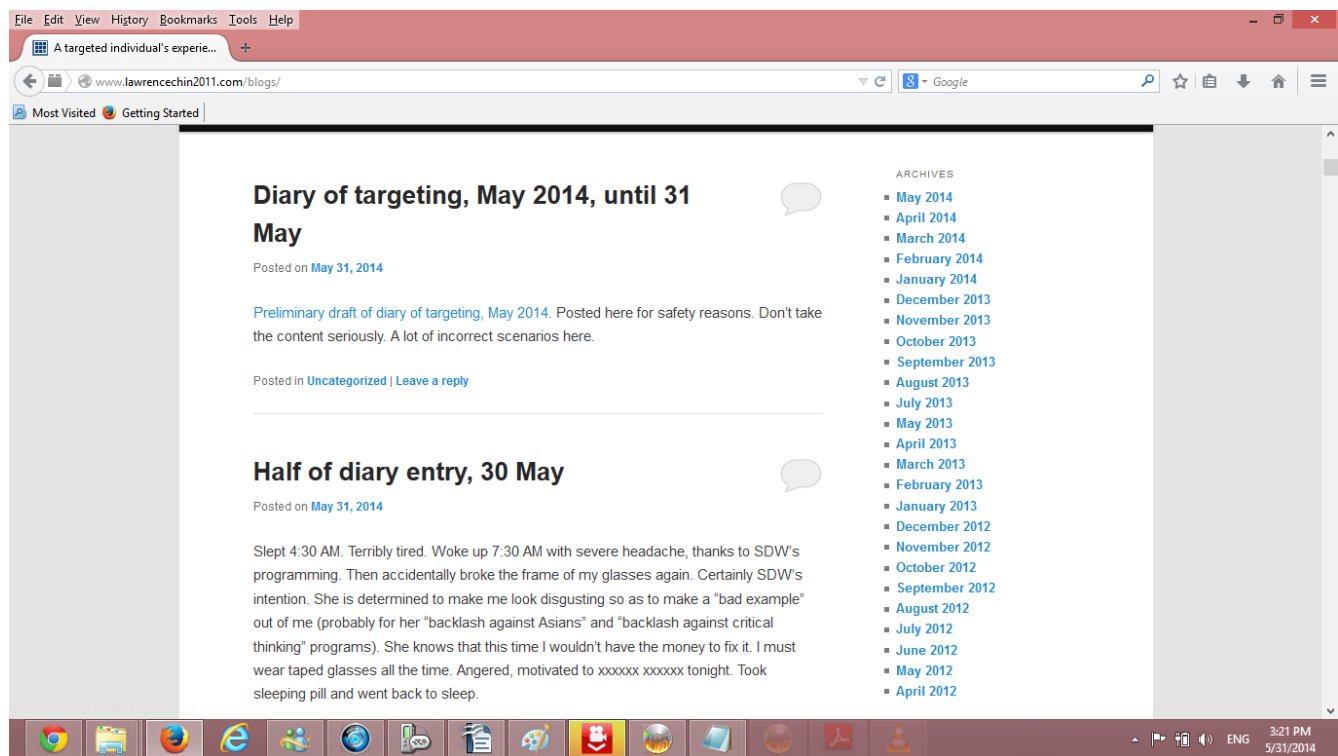 File Edit View History Bookmarks Tools Help
A targeted individual's experie...
www.lawrencechin2011.com/blogs/
Google
Most Visited Getting Started
Diary of targeting, May 2014, until 31
May
Posted on May 31, 2014
Preliminary draft of diary of targeting, May 2014. Posted here for safety reasons. Don't take
the content seriously. A lot of incorrect scenarios here.
Posted in Uncategorized | Leave a reply
Half of diary entry, 30 May
Posted on May 31, 2014
Slept 4:30 AM. Terribly tired. Woke up 7:30 AM with severe headache, thanks to SDW's
programming. Then accidentally broke the frame of my glasses again. Certainly SDW's
intention. She is determined to make me look disgusting so as to make a “bad example”
out of me (probably for her “backlash against Asians” and “backlash against critical
thinking” programs). She knows that this time I wouldn't have the money to fix it. I must
wear taped glasses all the time. Angered, motivated to xxxxxx xxxxxx tonight. Took
sleeping pill and went back to sleep.
ARCHIVES
May 2014
April 2014
March 2014
February 2014
January 2014
December 2013
November 2013
October 2013
September 2013
August 2013
July 2013
May 2013
April 2013
March 2013
February 2013
January 2013
December 2012
November 2012
October 2012
September 2012
August 2012
July 2012
June 2012
May 2012
April 2012
ENG
3:21 PM
5/31/2014